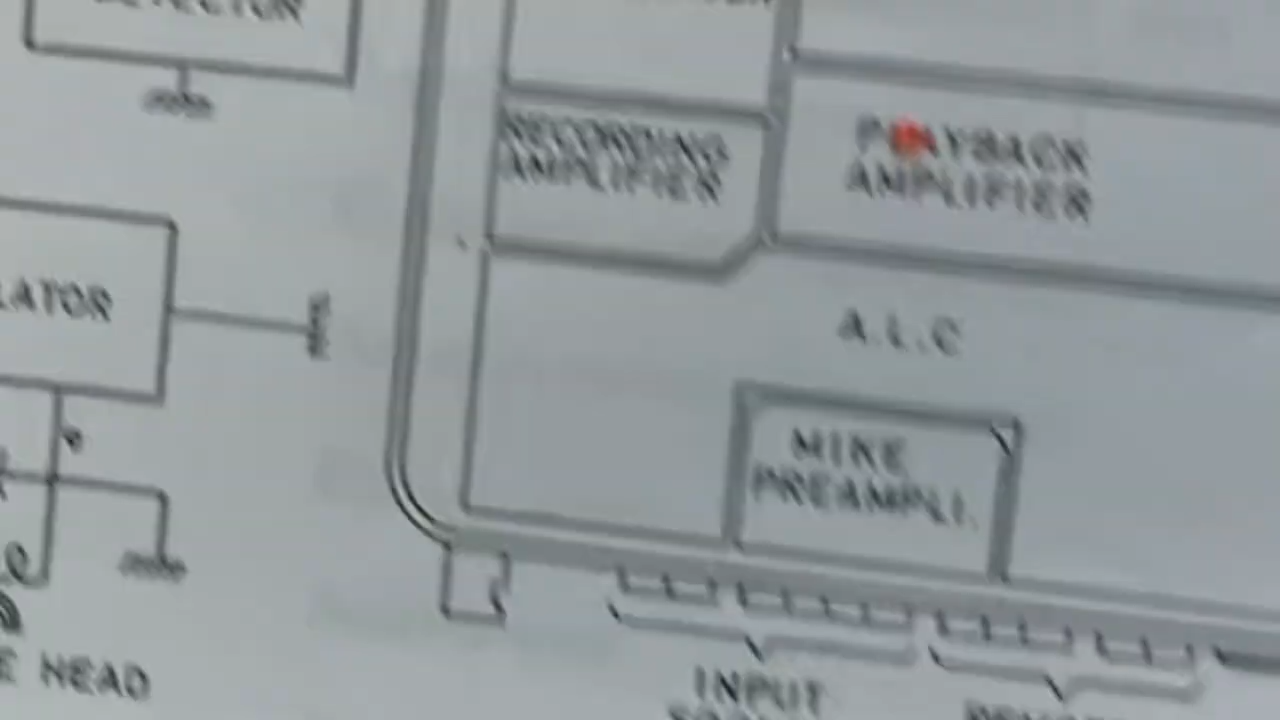 RECORDING
AMPLIFIER
PLAYBACK
AMPLIFIER
LATOR
A.L.C
MIKE
PREAMPLI.
E HEAD
INPUT